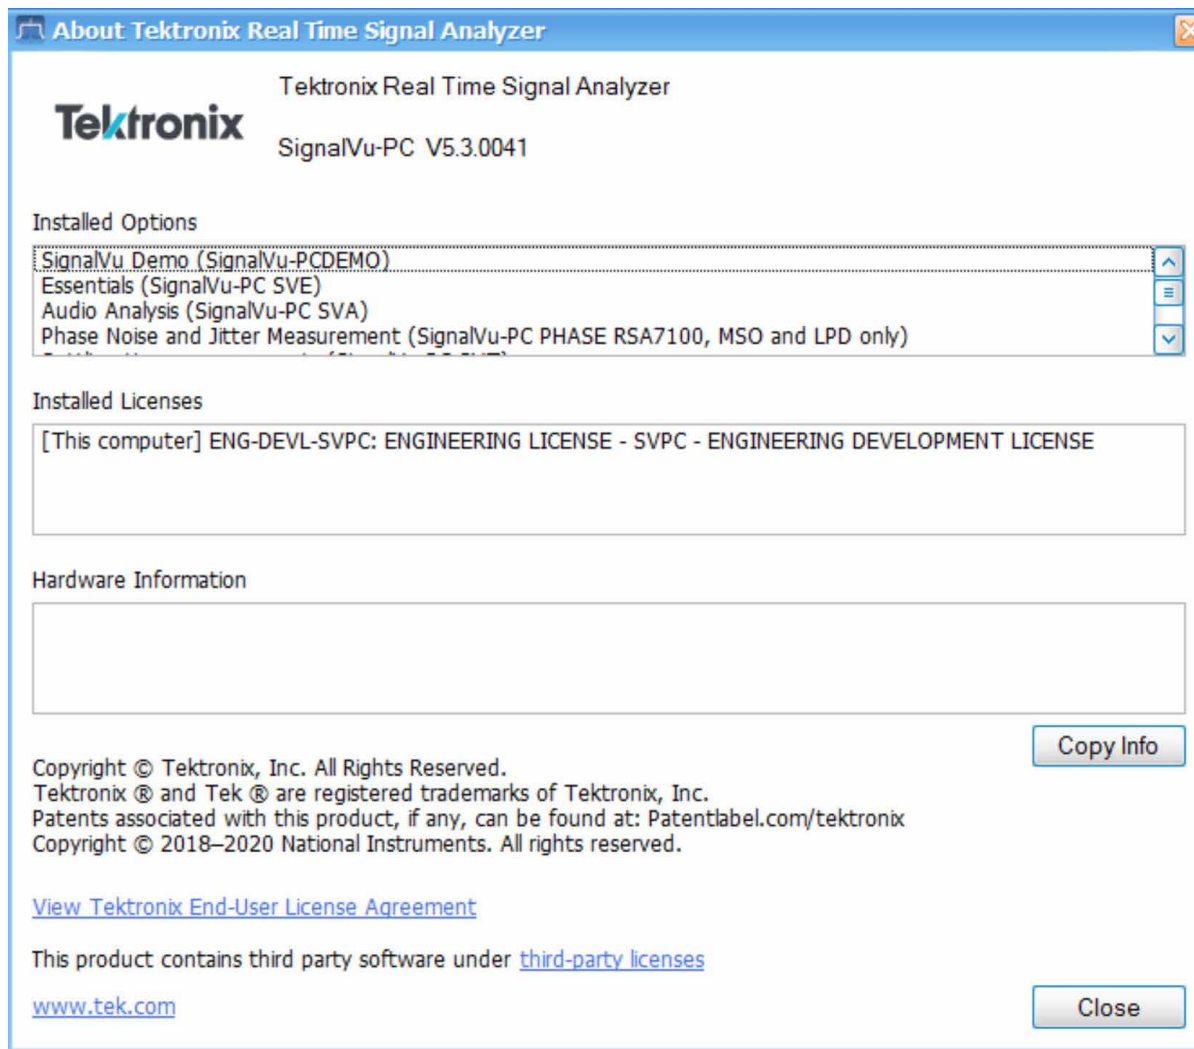 About Tektronix Real Time Signal Analyzer
Tektronix
Tektronix Real Time Signal Analyzer
SignalVu-PC V5.3.0041
Installed Options
SignalVu Demo (SignalVu-PCDEMO)
Essentials (SignalVu-PC SVE)
Audio Analysis (SignalVu-PC SVA)
Phase Noise and Jitter Measurement (SignalVu-PC PHASE RSA7100, MSO and LPD only)
Installed Licenses
[This computer] ENG-DEVL-SVPC: ENGINEERING LICENSE - SVPC - ENGINEERING DEVELOPMENT LICENSE
Hardware Information
Copy Info
Copyright © Tektronix, Inc. All Rights Reserved.
Tektronix ® and Tek ® are registered trademarks of Tektronix, Inc.
Patents associated with this product, if any, can be found at: Patentlabel.com/tektronix
Copyright © 2018–2020 National Instruments. All rights reserved.
View Tektronix End-User License Agreement
This product contains third party software under third-party licenses
www.tek.com
Close